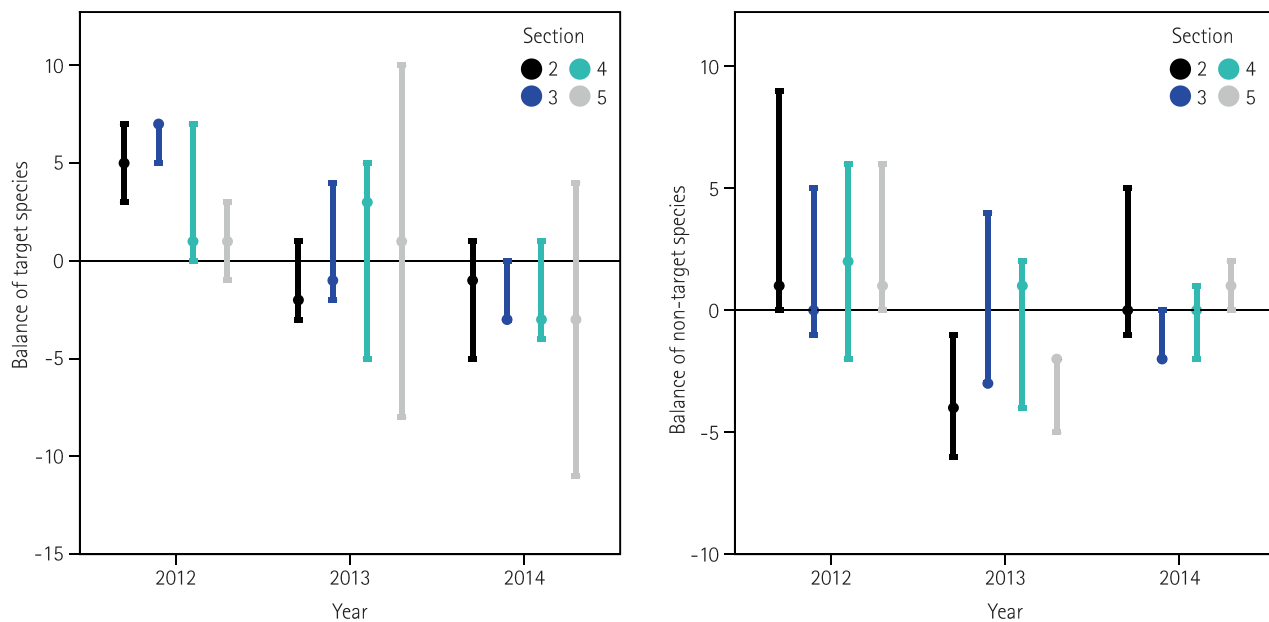 Section
2 4
3 5
10
5
0
-5
-10
-15
Balance of target species
2012 2013 2014
Year
Section
2 4
3 5
10
5
0
-5
-10
Balance of non-target species
2012 2013 2014
Year